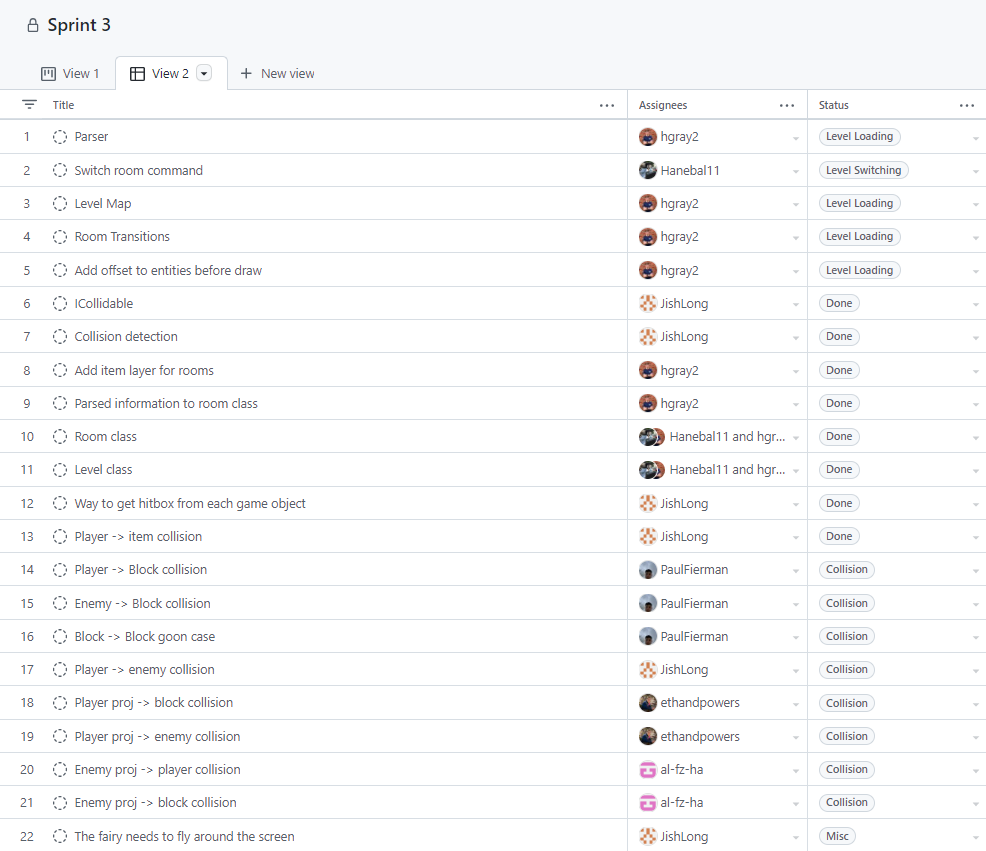 Sprint 3
View 1 View 2 New view
Title Assignees Status
1 Parser hgray2 Level Loading
2 Switch room command Hanebal11 Level Switching
3 Level Map hgray2 Level Loading
4 Room Transitions hgray2 Level Loading
5 Add offset to entities before draw hgray2 Level Loading
6 ICollidable JishLong Done
7 Collision detection JishLong Done
8 Add item layer for rooms hgray2 Done
9 Parsed information to room class hgray2 Done
10 Room class Hanebal11 and hgr... Done
11 Level class Hanebal11 and hgr... Done
12 Way to get hitbox from each game object JishLong Done
13 Player -> item collision JishLong Done
14 Player -> Block collision PaulFierman Collision
15 Enemy -> Block collision PaulFierman Collision
16 Block -> Block goon case PaulFierman Collision
17 Player -> enemy collision JishLong Collision
18 Player proj -> block collision ethandpowers Collision
19 Player proj -> enemy collision ethandpowers Collision
20 Enemy proj -> player collision al-fz-ha Collision
21 Enemy proj -> block collision al-fz-ha Collision
22 The fairy needs to fly around the screen JishLong Misc